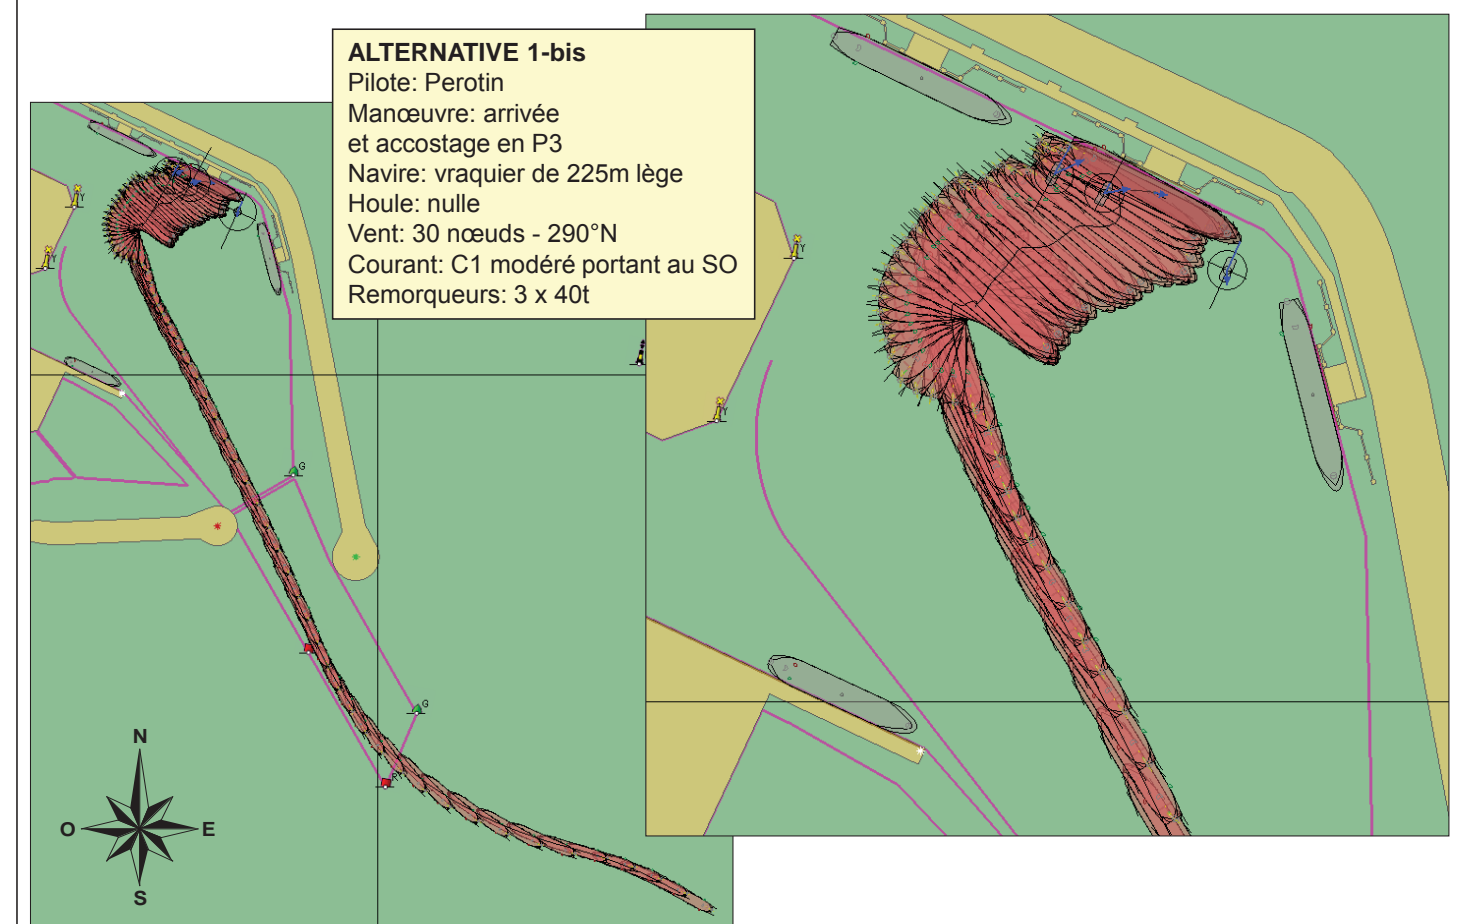 ALTERNATIVE 1-bis
Pilote: Perotin
Manœuvre: arrivée
et accostage en P3
Navire: vraquier de 225m lège
Houle: nulle
Vent: 30 nœuds - 290°N
Courant: C1 modéré portant au SO
Remorqueurs: 3 x 40t
Y
Y
Y
Y
G
G
R
N
O
E
S